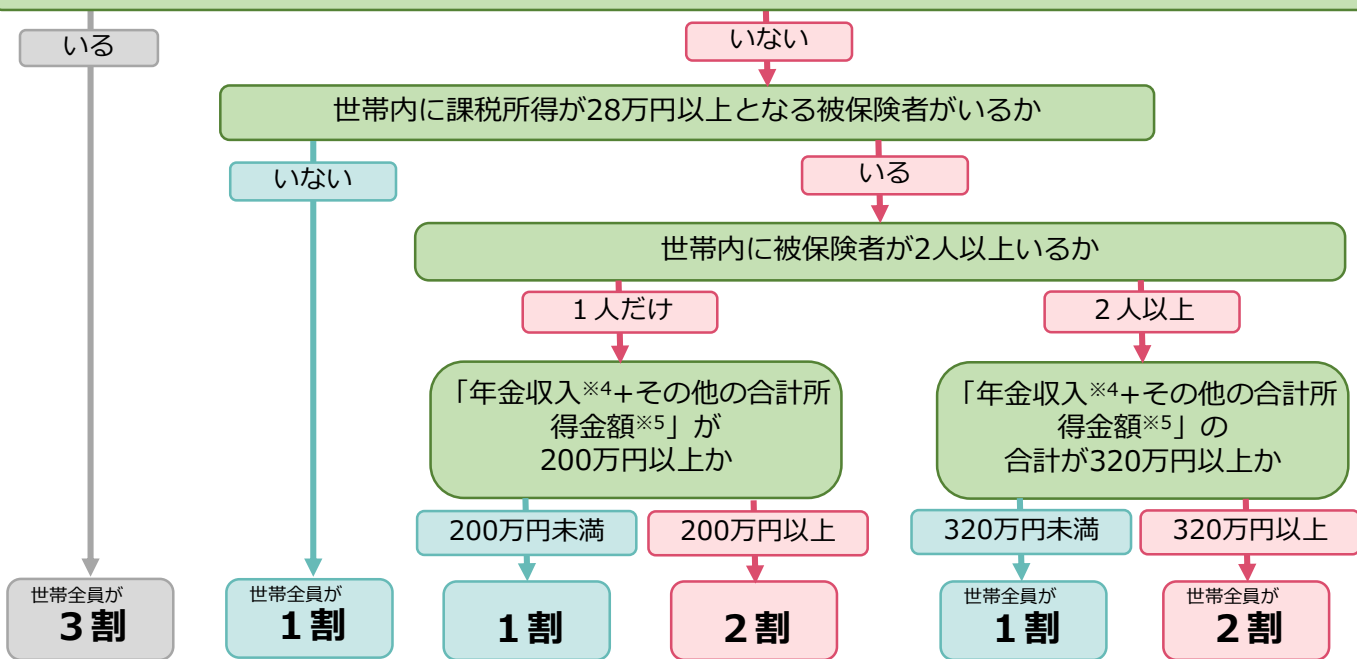 いる
いない
世帯内に課税所得が28万円以上となる被保険者がいるか
いない
いる
世帯内に被保険者が2人以上いるか
１人だけ
２人以上
「年金収入※4+その他の合計所
得金額※5」が
200万円以上か
「年金収入※4+その他の合計所
得金額※5」の
合計が320万円以上か
200万円未満
200万円以上
320万円未満
320万円以上
世帯全員が
３割
世帯全員が
１割
１割
２割
世帯全員が
１割
世帯全員が
２割